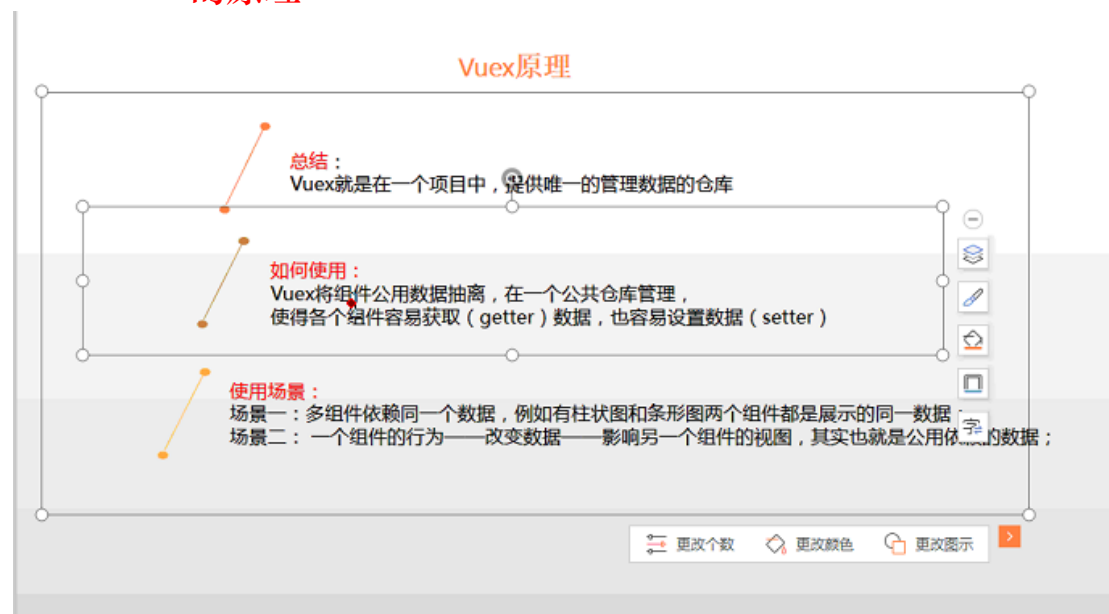 的原理
Vuex原理
总结：
Vuex就是在一个项目中，提供唯一的管理数据的仓库
如何使用：
Vuex将组件公用数据抽离，在一个公共仓库管理，
使得各个组件容易获取（getter）数据，也容易设置数据（setter）
使用场景：
场景一：多组件依赖同一个数据，例如有柱状图和条形图两个组件都是展示的同一数据
场景二： 一个组件的行为——改变数据——影响另一个组件的视图，其实也就是公用依赖的数据；
字
更改个数 更改颜色 更改图示